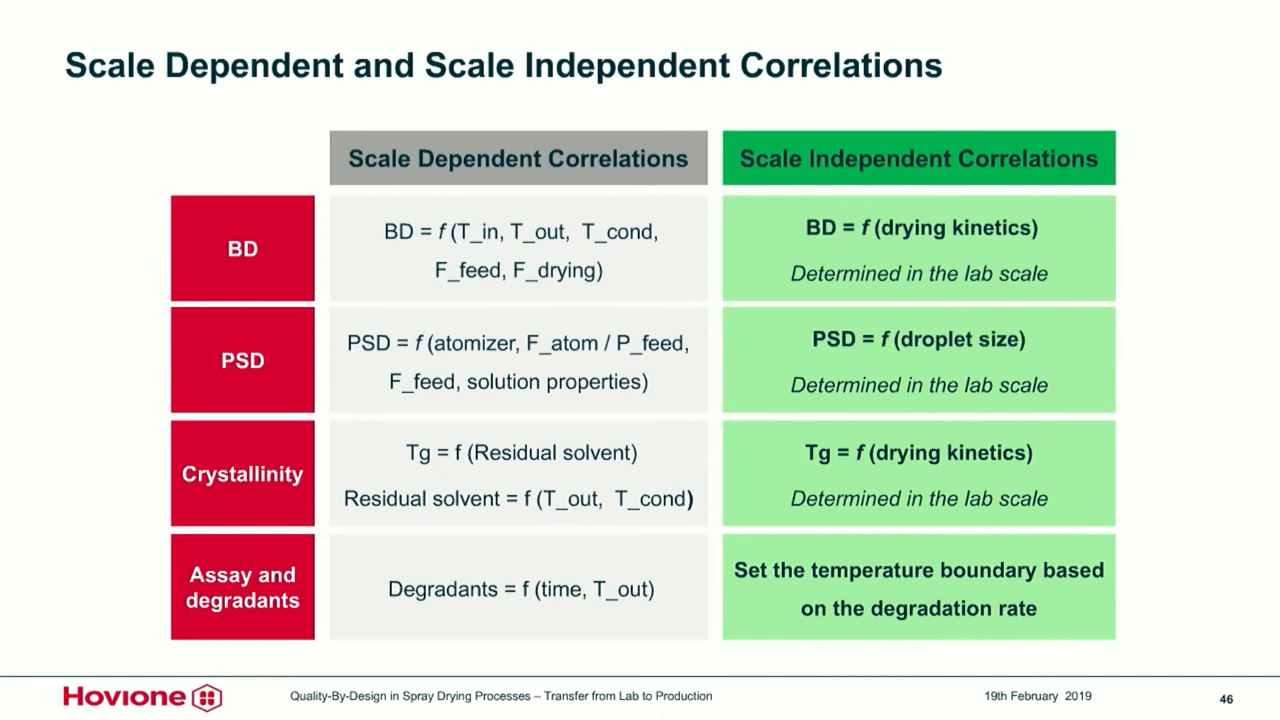 Scale Dependent and Scale Independent Correlations
Scale Dependent Correlations
Scale Independent Correlations
BD
BD = f (T_in, T_out, T_cond,
F_feed, F_drying)
BD = f (drying kinetics)
Determined in the lab scale
PSD
PSD = f (atomizer, F_atom / P_feed,
F_feed, solution properties)
PSD = f (droplet size)
Determined in the lab scale
Crystallinity
Tg = f (Residual solvent)
Residual solvent = f (T_out, T_cond)
Tg = f (drying kinetics)
Determined in the lab scale
Assay and
degradants
Degradants = f (time, T_out)
Set the temperature boundary based
on the degradation rate
Hovione
Quality-By-Design in Spray Drying Processes – Transfer from Lab to Production
19th February 2019
46